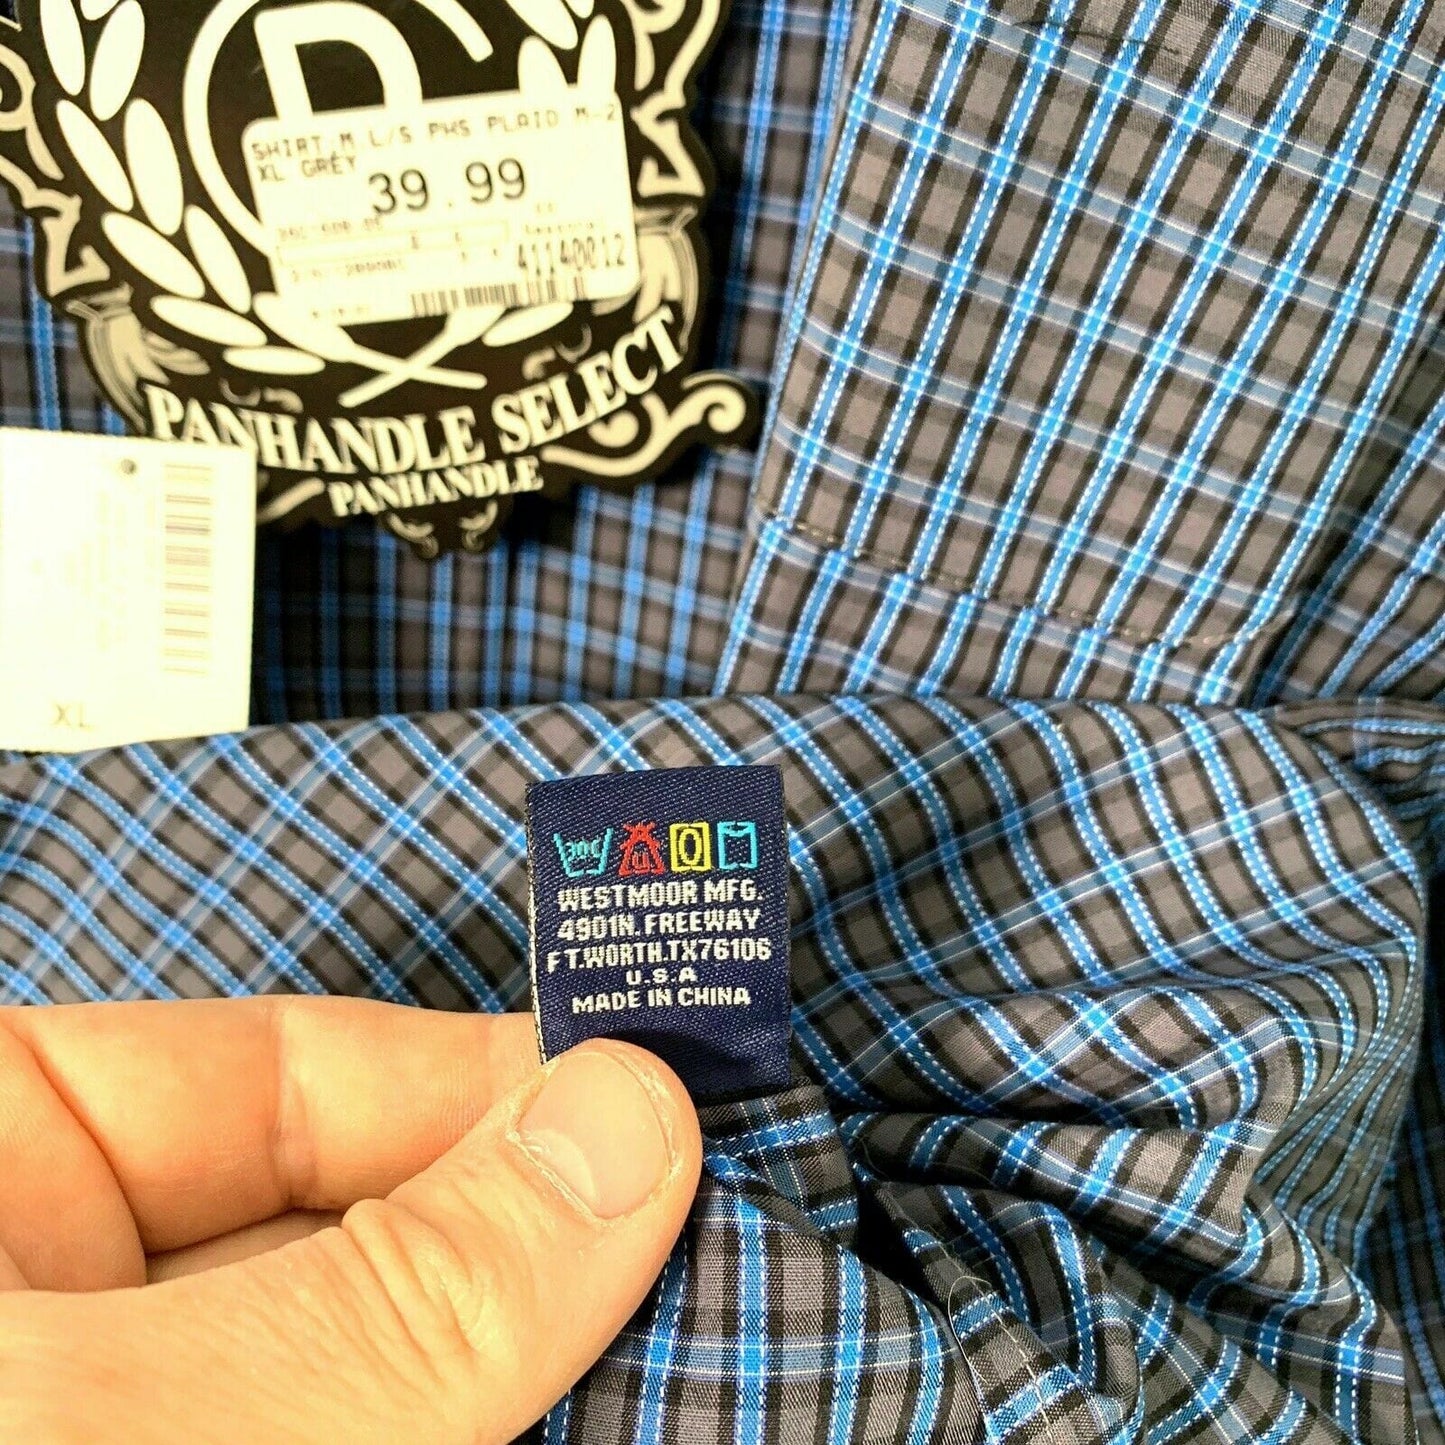 SHIRT M L/S PHS PLAID M-2
XL GREY
39.99
41140012
PANHANDLE SELECT
PANHANDLE
XL
WESTMOOR MFG.
4901N. FREEWAY
FT.WORTH.TX76106
U.S.A
MADE IN CHINA